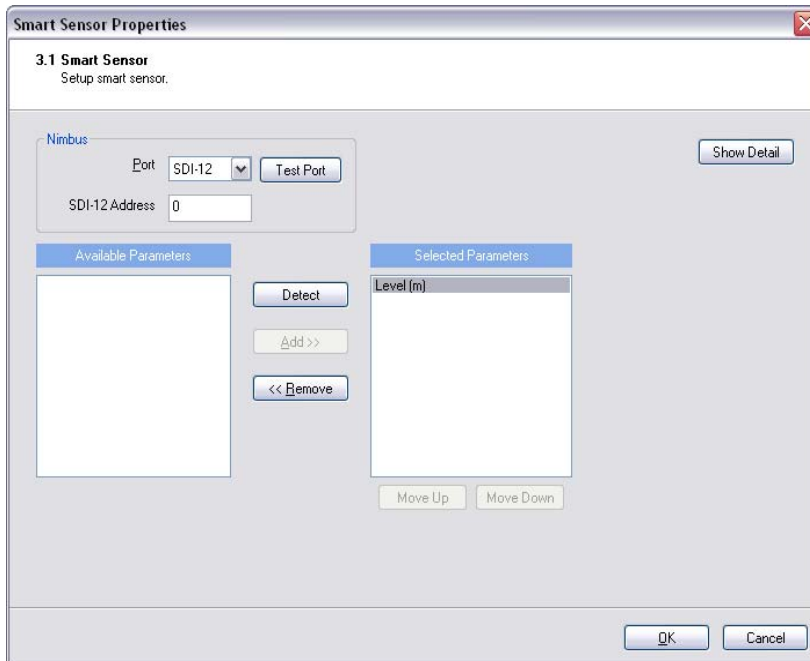 Smart Sensor Properties
3.1 Smart Sensor
Setup smart sensor.
Nimbus
Port SDI-12 Test Port
Show Detail
SDI-12 Address 0
Available Parameters
Selected Parameters
Level (m)
Detect
Add >>
<< Remove
Move Up Move Down
OK Cancel